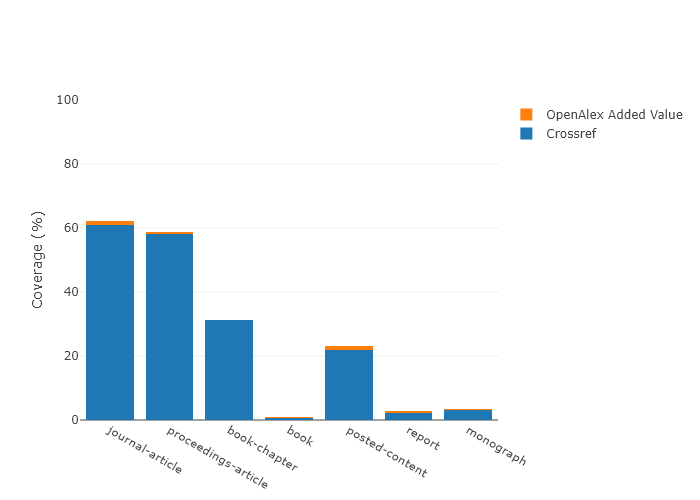 100
80
60
40
20
0
Coverage (%)
journal-article
proceedings-article
book-chapter
book
posted-content
report
monograph
OpenAlex Added Value
Crossref